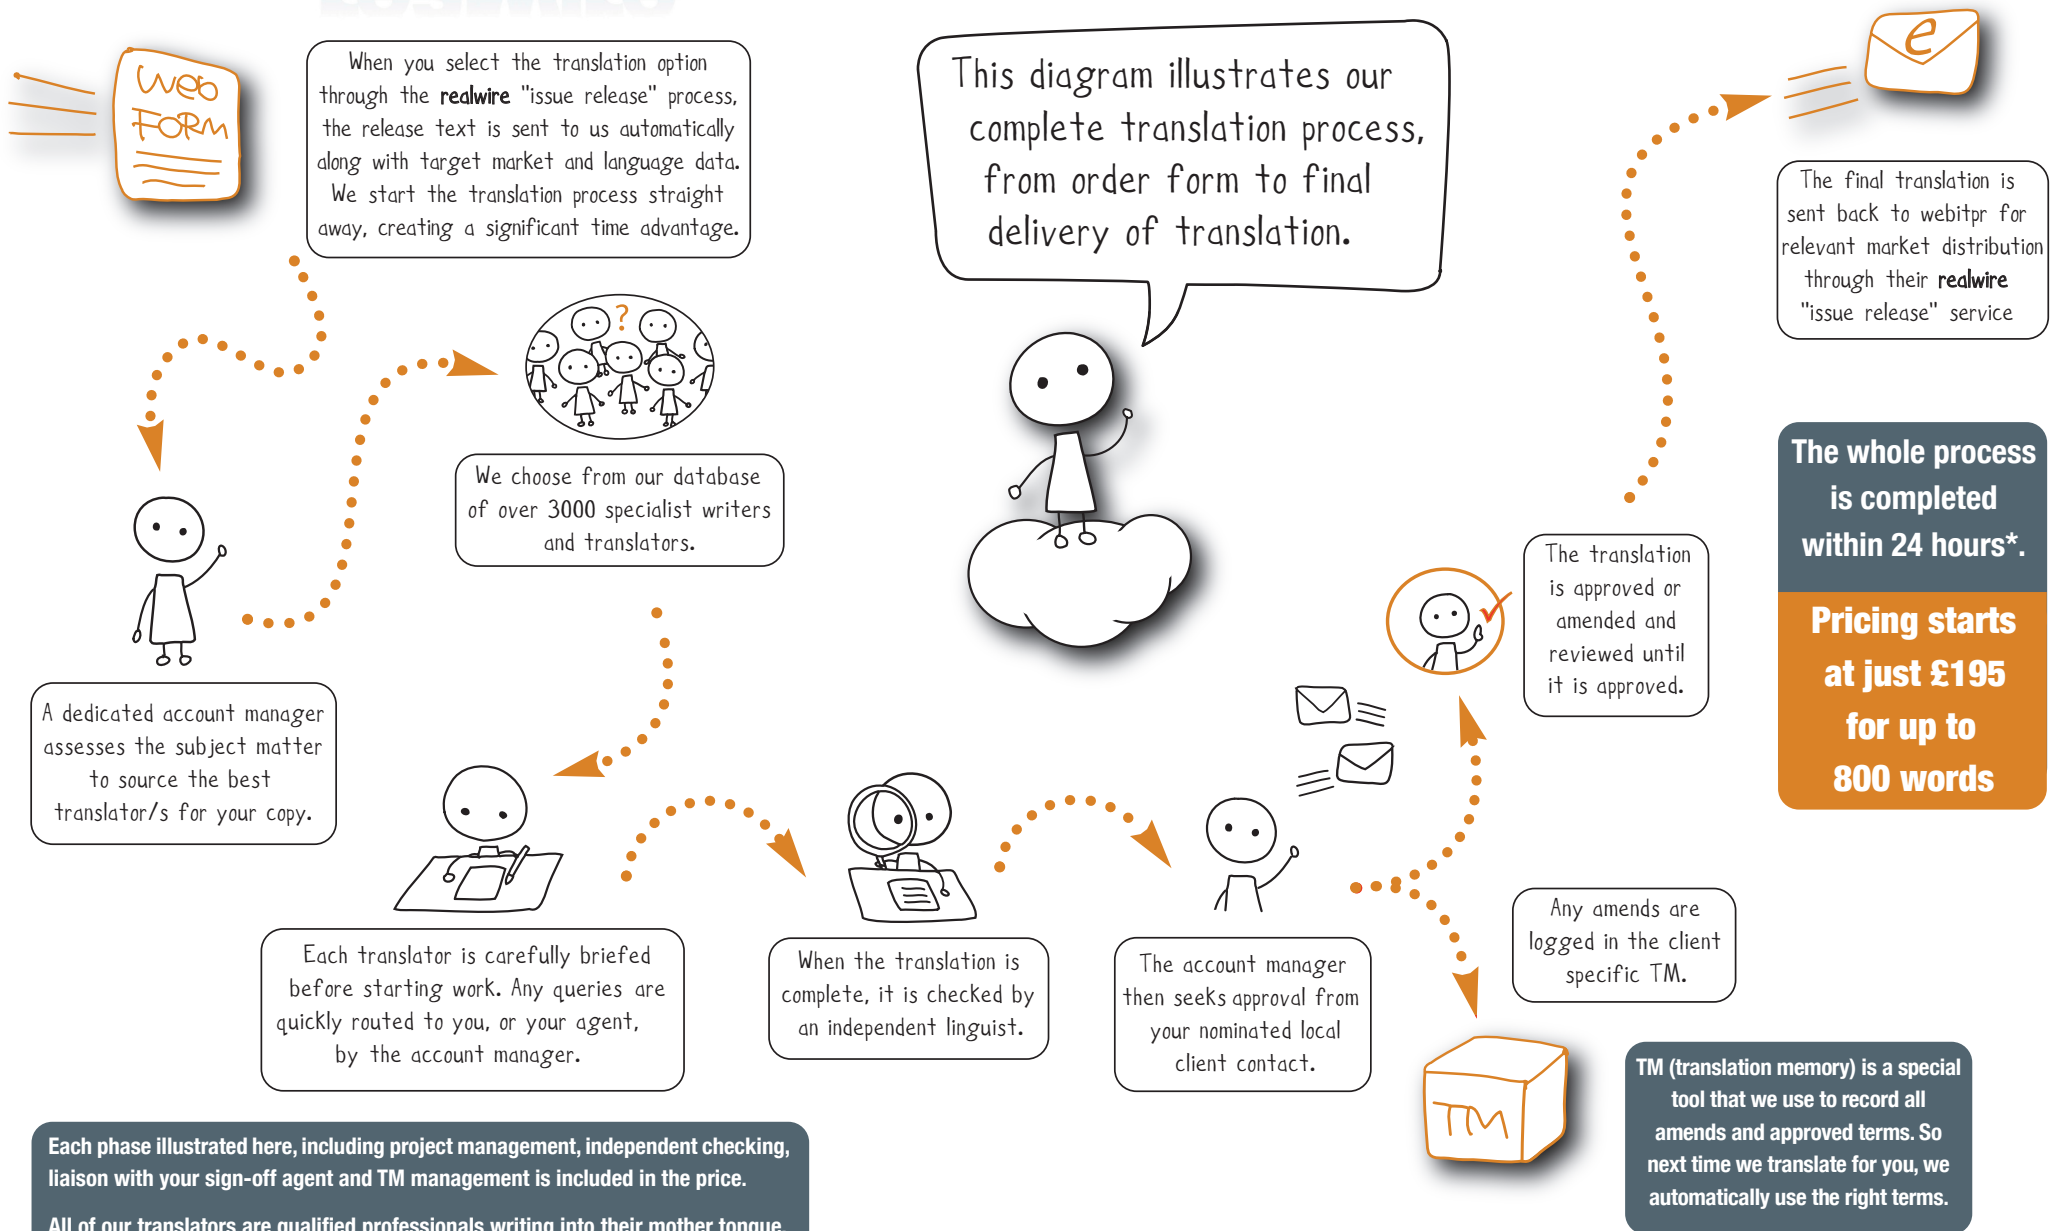 Web
FORM
When you select the translation option
through the realwire "issue release" process,
the release text is sent to us automatically
along with target market and language data.
We start the translation process straight
away, creating a significant time advantage.
This diagram illustrates our
complete translation process,
from order form to final
delivery of translation.
e
The final translation is
sent back to webitpr for
relevant market distribution
through their realwire
"issue release" service
?
We choose from our database
of over 3000 specialist writers
and translators.
The whole process
is completed
within 24 hours*.
Pricing starts
at just £195
for up to
800 words
The translation
is approved or
amended and
reviewed until
it is approved.
A dedicated account manager
assesses the subject matter
to source the best
translator/s for your copy.
Each translator is carefully briefed
before starting work. Any queries are
quickly routed to you, or your agent,
by the account manager.
When the translation is
complete, it is checked by
an independent linguist.
The account manager
then seeks approval from
your nominated local
client contact.
Any amends are
logged in the client
specific TM.
TM
TM (translation memory) is a special
tool that we use to record all
amends and approved terms. So
next time we translate for you, we
automatically use the right terms.
Each phase illustrated here, including project management, independent checking,
liaison with your sign-off agent and TM management is included in the price.
All of our translators are qualified professionals writing into their mother tongue.